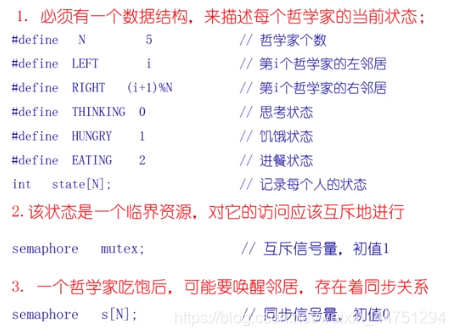 1. 必须有一个数据结构，来描述每个哲学家的当前状态；
#define N 5 // 哲学家个数
#define LEFT i // 第i个哲学家的左邻居
#define RIGHT (i+1)%N // 第i个哲学家的右邻居
#define THINKING 0 // 思考状态
#define HUNGRY 1 // 饥饿状态
#define EATING 2 // 进餐状态
int state[N]; // 记录每个人的状态
2.该状态是一个临界资源，对它的访问应该互斥地进行
semaphore mutex; // 互斥信号量，初值1
3. 一个哲学家吃饱后，可能要唤醒邻居，存在着同步关系
semaphore s[N]; // 同步信号量，初值0